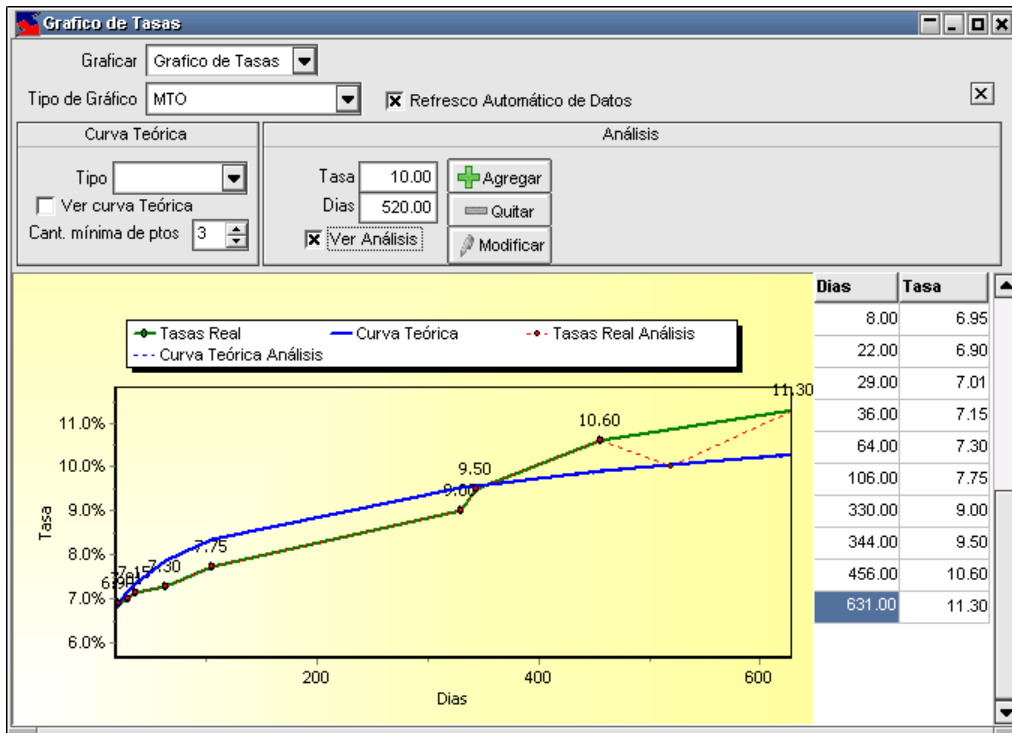 Grafico de Tasas
Graficar Grafico de Tasas
Tipo de Gráfico MTO Refresco Automático de Datos
Curva Teórica
Tipo
Ver curva Teórica
Cant. mínima de ptos 3
Análisis
Tasa 10.00 Agregar
Dias 520.00 Quitar
Ver Análisis Modificar
Tasas Real Curva Teórica Tasas Real Análisis
Curva Teórica Análisis
11.30
10.60
9.50
9.00
7.75
7.30
7.15
6.90
Tasa
11.0%
10.0%
9.0%
8.0%
7.0%
6.0%
200 400 600
Dias
Dias Tasa
8.00 6.95
22.00 6.90
29.00 7.01
36.00 7.15
64.00 7.30
106.00 7.75
330.00 9.00
344.00 9.50
456.00 10.60
631.00 11.30